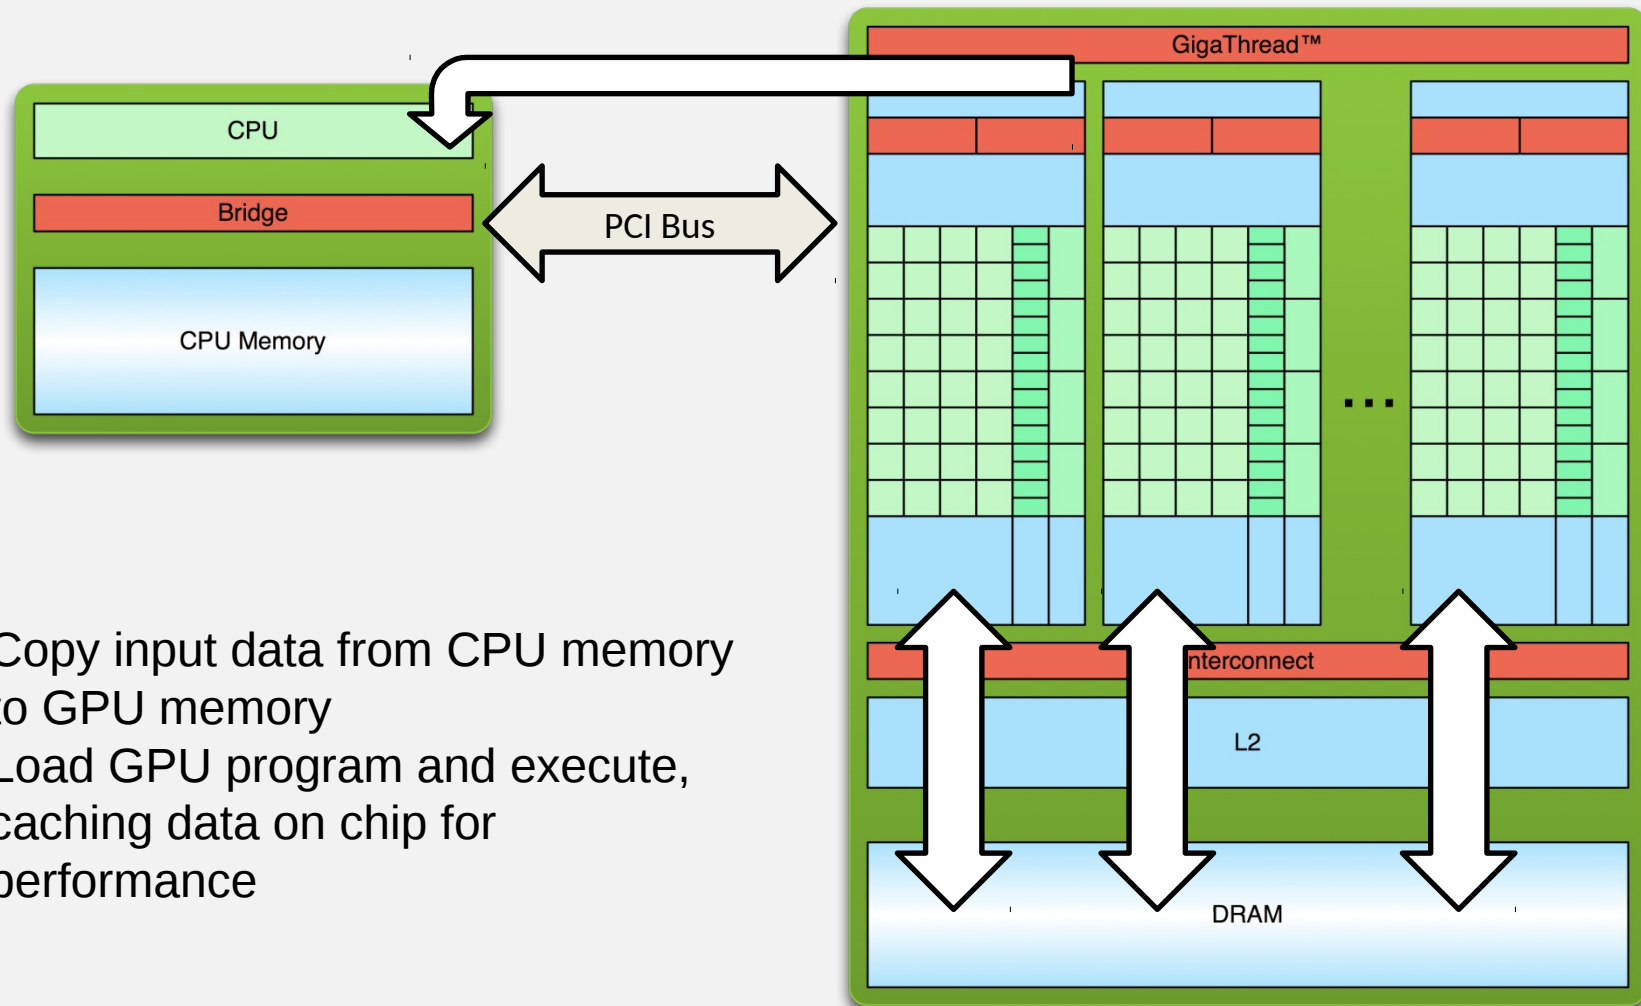 GigaThread™
CPU
Bridge
PCI Bus
CPU Memory
...
nterconnect
L2
DRAM
Copy input data from CPU memory
to GPU memory
Load GPU program and execute,
caching data on chip for
performance